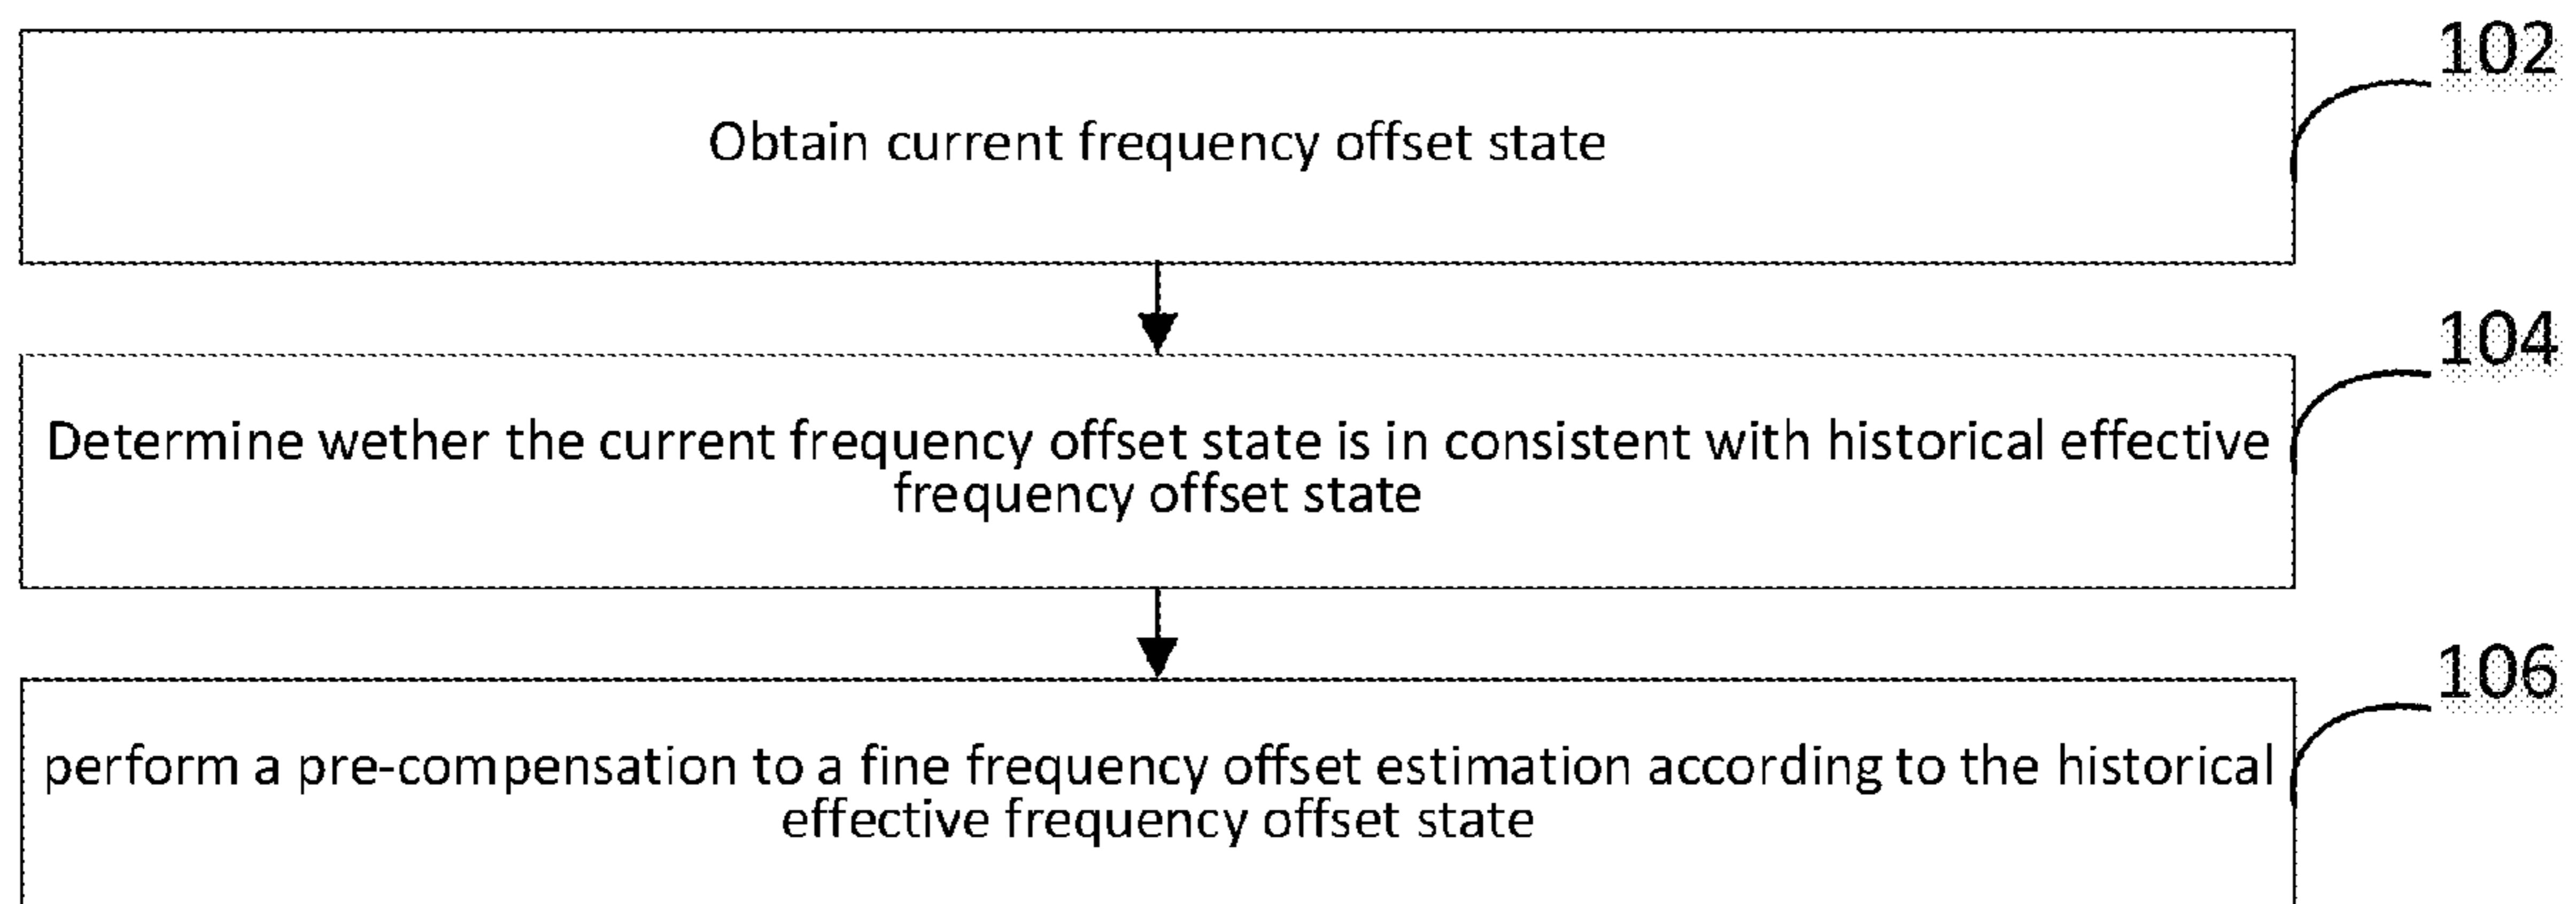 102
Obtain current frequency offset state
104
Determine wether the current frequency offset state is in consistent with historical effective
frequency offset state
106
perform a pre-compensation to a fine frequency offset estimation according to the historical
effective frequency offset state